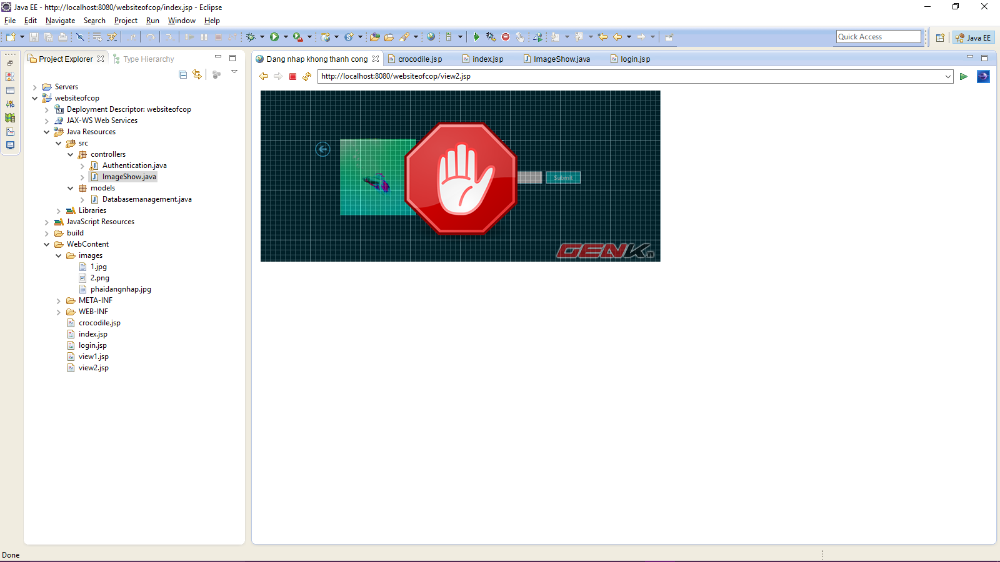 Java EE - http://localhost:8080/websiteofcop/index.jsp - Eclipse
File Edit Navigate Search Project Run Window Help
Quick Access
Java EE
Project Explorer
Type Hierarchy
Dang nhap khong thanh cong
crocodile.jsp
index.jsp
ImageShow.java
login.jsp
http://localhost:8080/websiteofcop/view2.jsp
Servers
websiteofcop
Deployment Descriptor: websiteofcop
JAX-WS Web Services
Java Resources
src
controllers
Authentication.java
ImageShow.java
models
Databasemanagement.java
Libraries
JavaScript Resources
build
WebContent
images
1.jpg
2.png
phaidangnhap.jpg
META-INF
WEB-INF
crocodile.jsp
index.jsp
login.jsp
view1.jsp
view2.jsp
Submit
GENK
Done